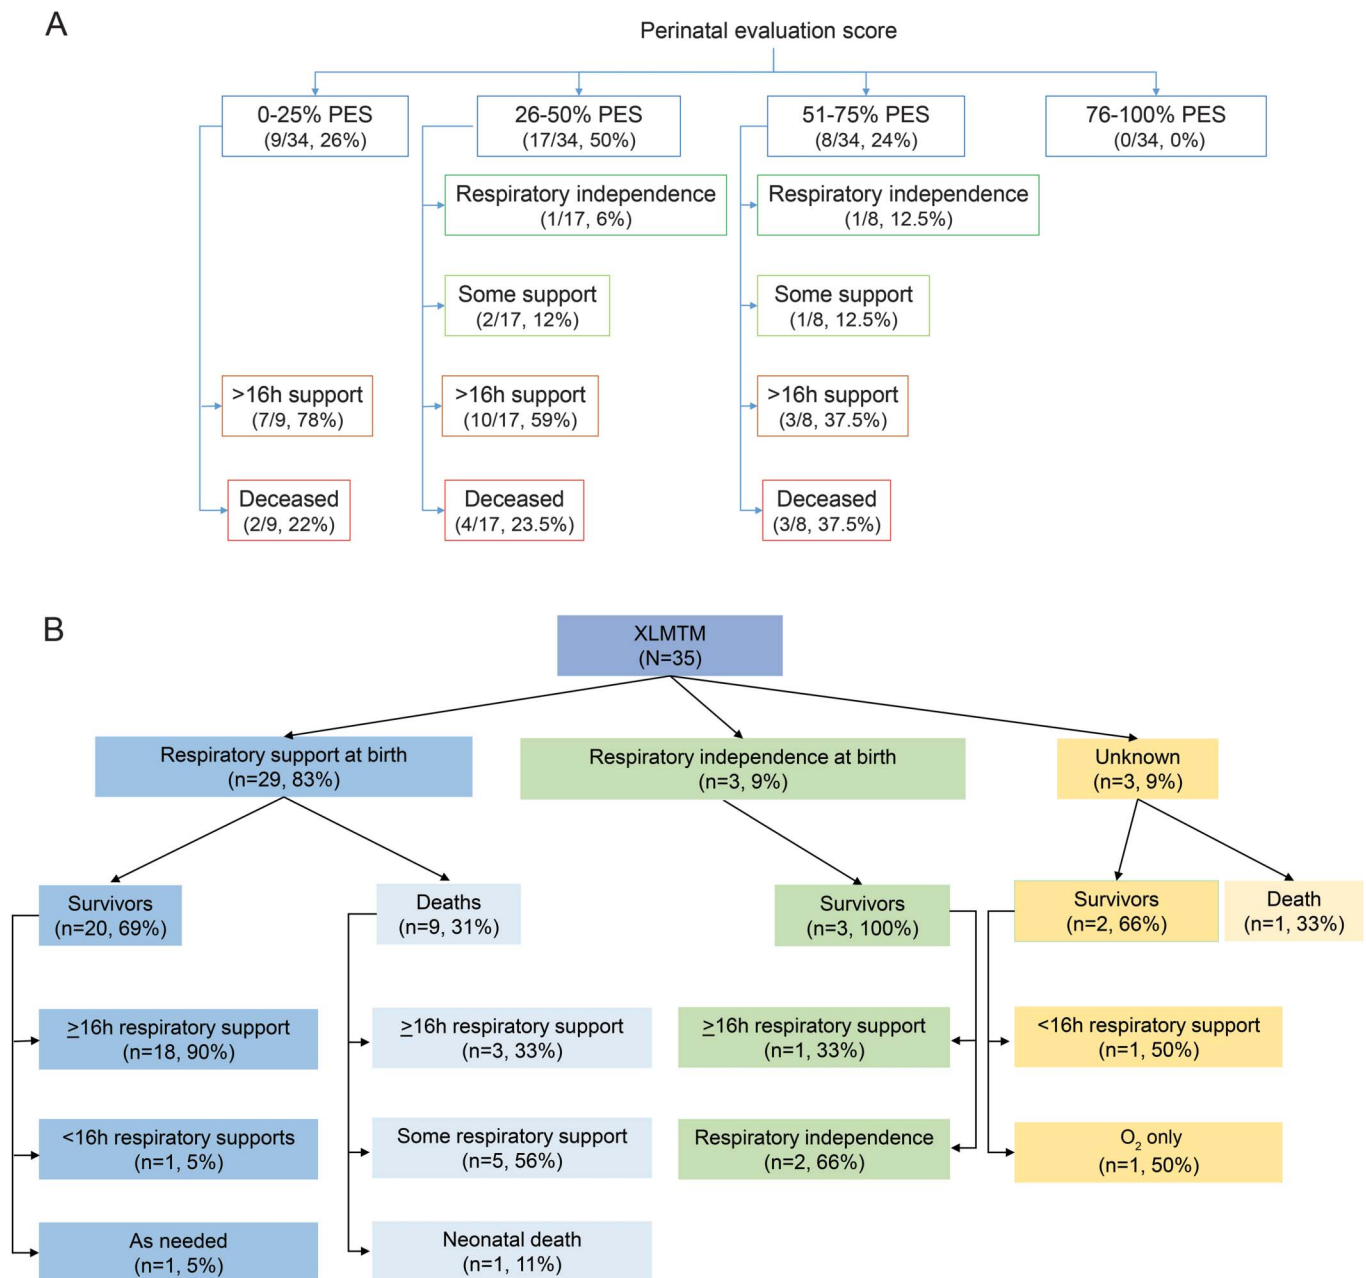 A
Perinatal evaluation score
0-25% PES
(9/34, 26%)
26-50% PES
(17/34, 50%)
51-75% PES
(8/34, 24%)
76-100% PES
(0/34, 0%)
Respiratory independence
(1/17, 6%)
Respiratory independence
(1/8, 12.5%)
Some support
(2/17, 12%)
Some support
(1/8, 12.5%)
>16h support
(7/9, 78%)
>16h support
(10/17, 59%)
>16h support
(3/8, 37.5%)
Deceased
(2/9, 22%)
Deceased
(4/17, 23.5%)
Deceased
(3/8, 37.5%)
B
XLMTM
(N=35)
Respiratory support at birth
(n=29, 83%)
Respiratory independence at birth
(n=3, 9%)
Unknown
(n=3, 9%)
Survivors
(n=20, 69%)
Deaths
(n=9, 31%)
Survivors
(n=3, 100%)
Survivors
(n=2, 66%)
Death
(n=1, 33%)
≥16h respiratory support
(n=18, 90%)
≥16h respiratory support
(n=3, 33%)
≥16h respiratory support
(n=1, 33%)
<16h respiratory support
(n=1, 50%)
<16h respiratory supports
(n=1, 5%)
Some respiratory support
(n=5, 56%)
Respiratory independence
(n=2, 66%)
O₂ only
(n=1, 50%)
As needed
(n=1, 5%)
Neonatal death
(n=1, 11%)